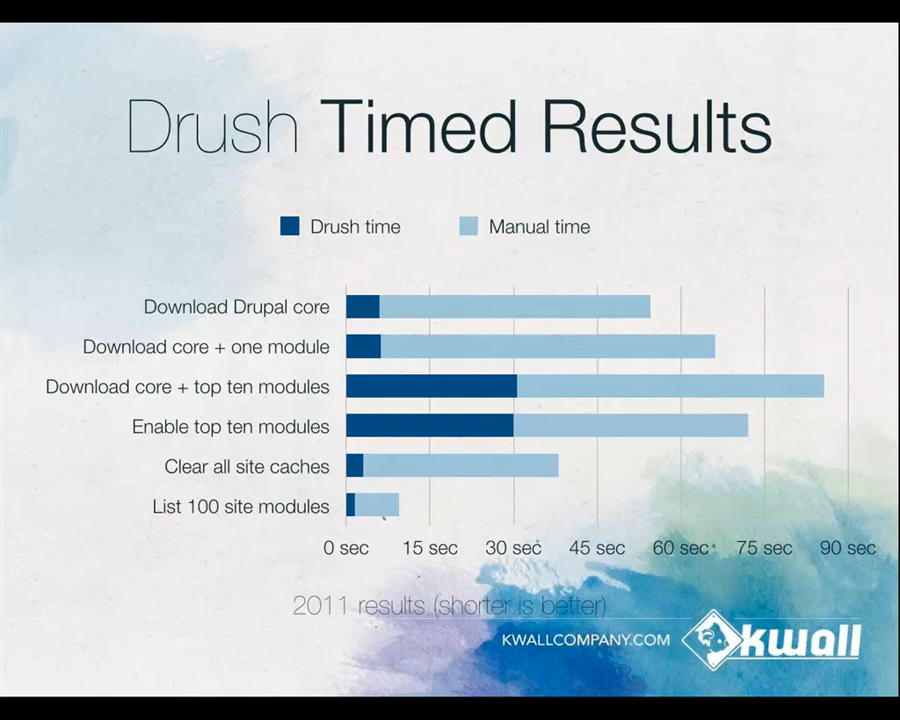 Drush Timed Results
Drush time Manual time
Download Drupal core
Download core + one module
Download core + top ten modules
Enable top ten modules
Clear all site caches
List 100 site modules
0 sec 15 sec 30 sec 45 sec 60 sec 75 sec 90 sec
2011 results (shorter is better)
KWALLCOMPANY.COM kwall